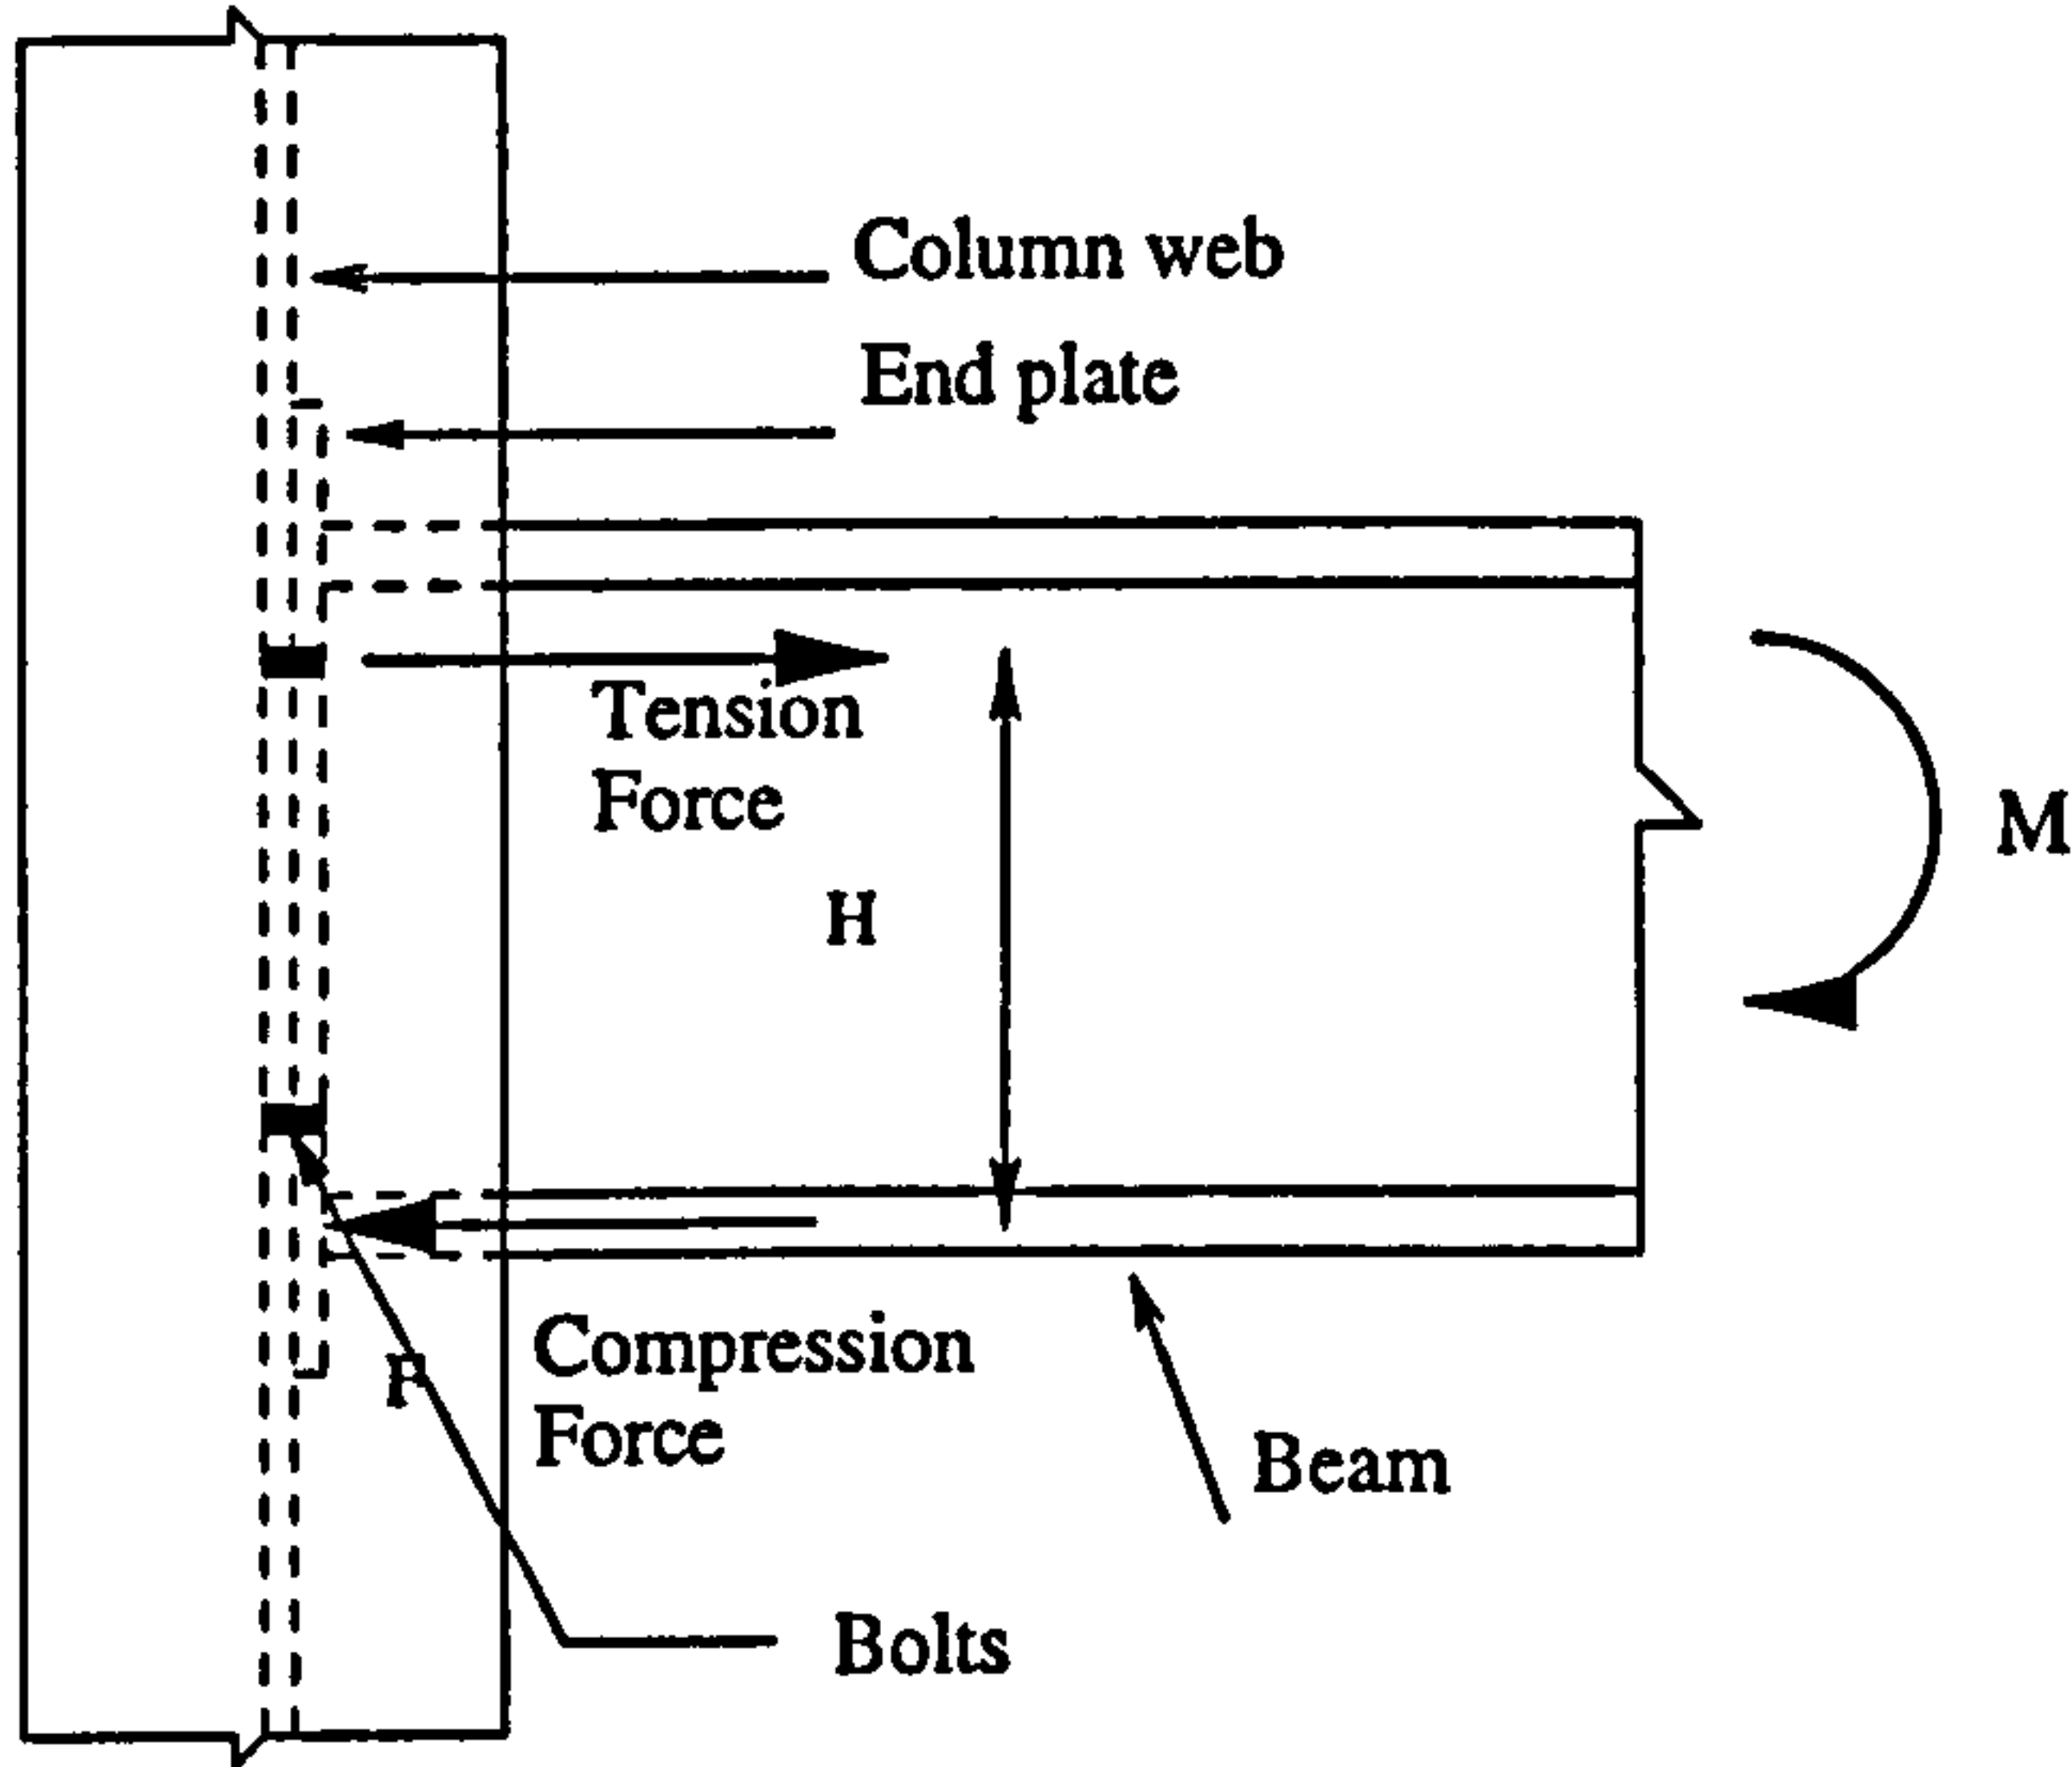 Column web
End plate
Tension
Force
H
M
F
Compression
Force
Beam
Bolts